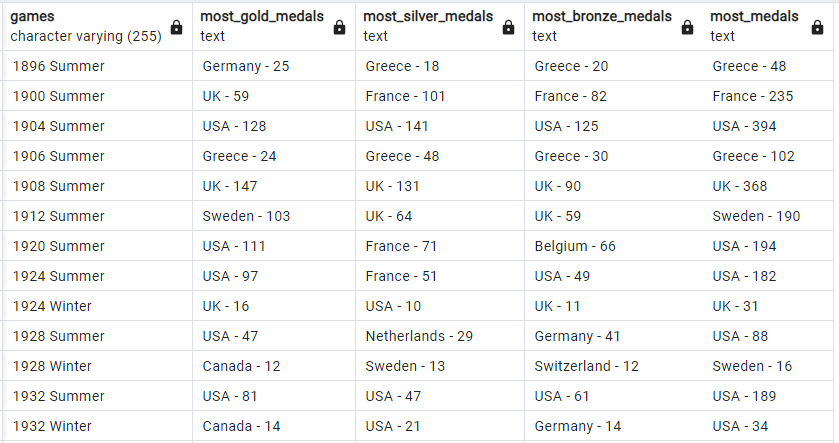 games most_gold_medals most_silver_medals most_bronze_medals most_medals
character varying (255) text text text text
1896 Summer Germany - 25 Greece - 18 Greece - 20 Greece - 48
1900 Summer UK - 59 France - 101 France - 82 France - 235
1904 Summer USA - 128 USA - 141 USA - 125 USA - 394
1906 Summer Greece - 24 Greece - 48 Greece - 30 Greece - 102
1908 Summer UK - 147 UK - 131 UK - 90 UK - 368
1912 Summer Sweden - 103 UK - 64 UK - 59 Sweden - 190
1920 Summer USA - 111 France - 71 Belgium - 66 USA - 194
1924 Summer USA - 97 France - 51 USA - 49 USA - 182
1924 Winter UK - 16 USA - 10 UK - 11 UK - 31
1928 Summer USA - 47 Netherlands - 29 Germany - 41 USA - 88
1928 Winter Canada - 12 Sweden - 13 Switzerland - 12 Sweden - 16
1932 Summer USA - 81 USA - 47 USA - 61 USA - 189
1932 Winter Canada - 14 USA - 21 Germany - 14 USA - 34